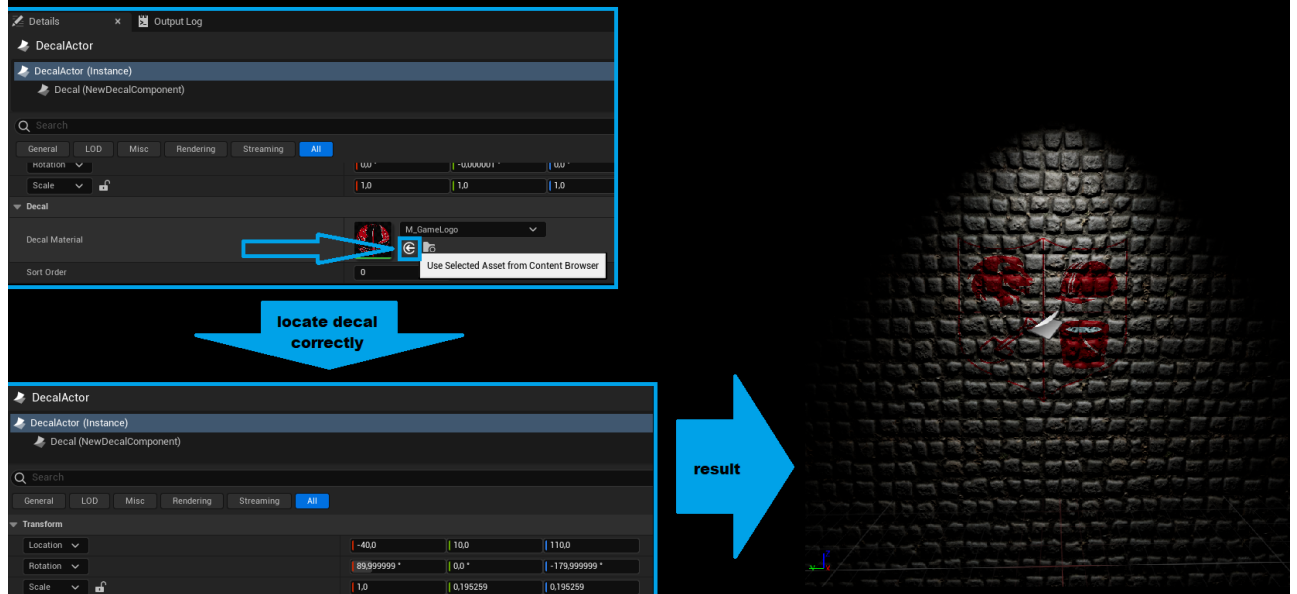 Details
Output Log
DecalActor
DecalActor (Instance)
Decal (NewDecalComponent)
Search
General LOD Misc Rendering Streaming All
Rotation 0,0 ° -0,000001 ° 0,0 °
Scale 1,0 1,0 1,0
Decal
Decal Material M_GameLogo
Use Selected Asset from Content Browser
Sort Order 0
locate decal
correctly
DecalActor
DecalActor (Instance)
Decal (NewDecalComponent)
Search
General LOD Misc Rendering Streaming All
Transform
Location -40,0 10,0 110,0
Rotation 89,999999 ° 0,0 ° -179,999999 °
Scale 1,0 0,195259 0,195259
result